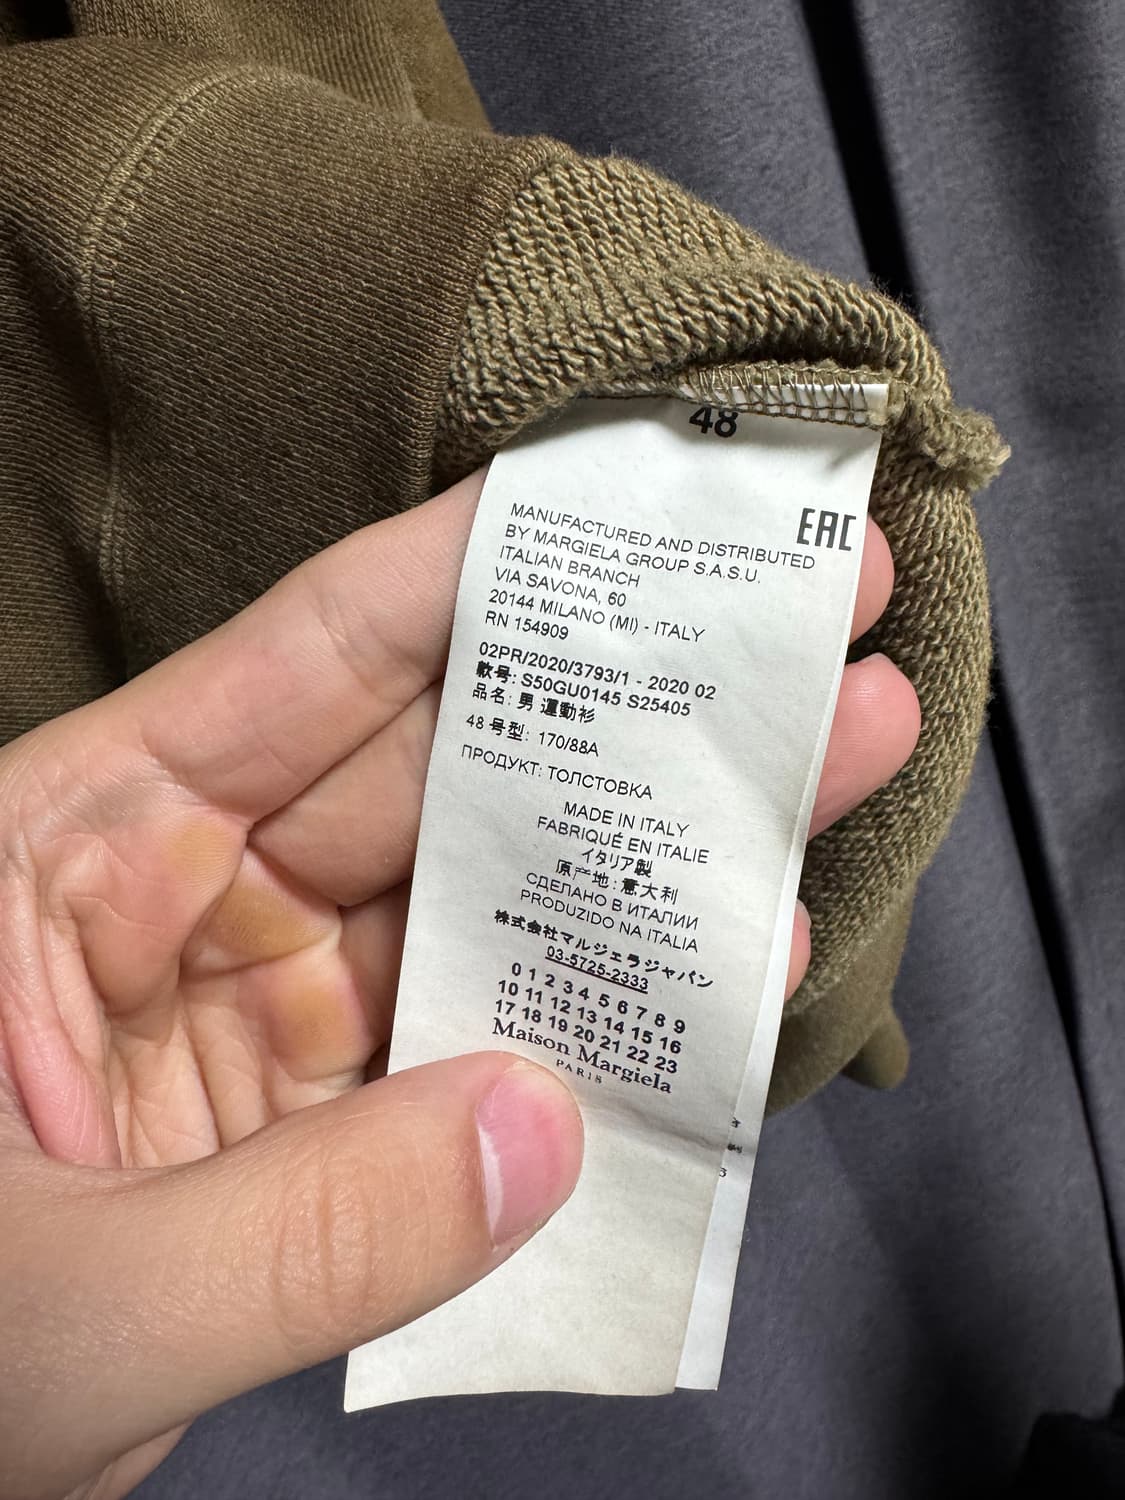 48
EAC
MANUFACTURED AND DISTRIBUTED
BY MARGIELA GROUP S.A.S.U.
ITALIAN BRANCH
VIA SAVONA, 60
20144 MILANO (MI) - ITALY
RN 154909
02PR/2020/3793/1 - 2020 02
款号: S50GU0145 S25405
品名: 男 運動衫
48 号型: 170/88A
ПРОДУКТ: ТОЛСТОВКА
MADE IN ITALY
FABRIQUÉ EN ITALIE
イタリア製
原产地: 意大利
СДЕЛАНО В ИТАЛИИ
PRODUZIDO NA ITALIA
株式会社マルジェラジャパン
03-5725-2333
0 1 2 3 4 5 6 7 8 9
10 11 12 13 14 15 16
17 18 19 20 21 22 23
Maison Margiela
PARIS
3